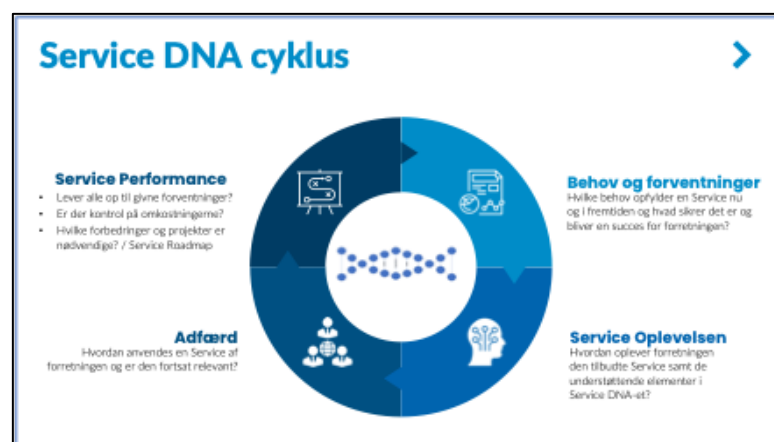 Service DNA cyklus
Service Performance
• Lever alle op til givne forventninger?
• Er der kontrol på omkostningerne?
• Hvilke forbedringer og projekter er
nødvendige? / Service Roadmap
Behov og forventninger
Hvilke behov opfylder en Service nu
og i fremtiden og hvad sikrer det er og
bliver en succes for forretningen?
Adfærd
Hvordan anvendes en Service af
forretningen og er den fortsat relevant?
Service Oplevelsen
Hvordan oplever forretningen
den tilbudte Service samt de
understøttende elementer i
Service DNA-et?